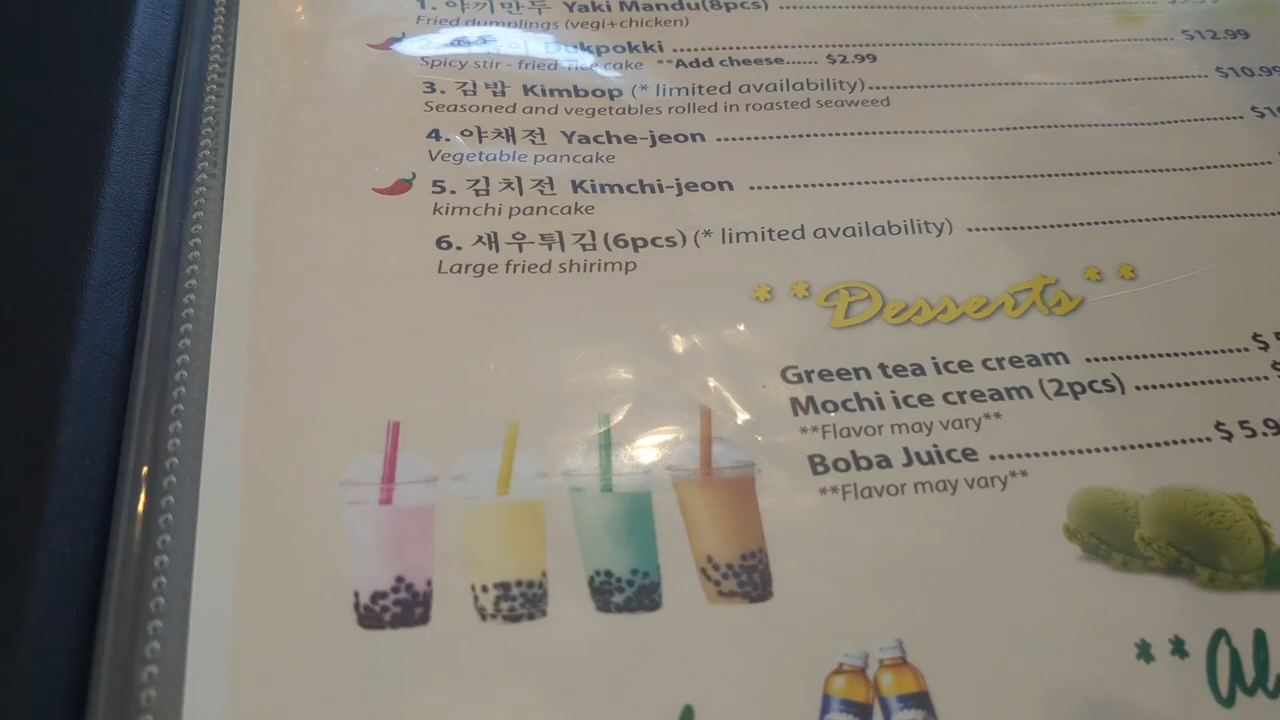 1. 야끼만두 Yaki Mandu(8pcs)
Fried dumplings (vegi+chicken)
2. Dukpokki $12.99
Spicy stir - fried rice cake **Add cheese...... $2.99
3. 김밥 Kimbop (* limited availability) $10.99
Seasoned and vegetables rolled in roasted seaweed
4. 야채전 Yache-jeon
Vegetable pancake
5. 김치전 Kimchi-jeon
kimchi pancake
6. 새우튀김(6pcs) (* limited availability)
Large fried shirimp
**Desserts**
Green tea ice cream
Mochi ice cream (2pcs)
**Flavor may vary**
Boba Juice
**Flavor may vary**